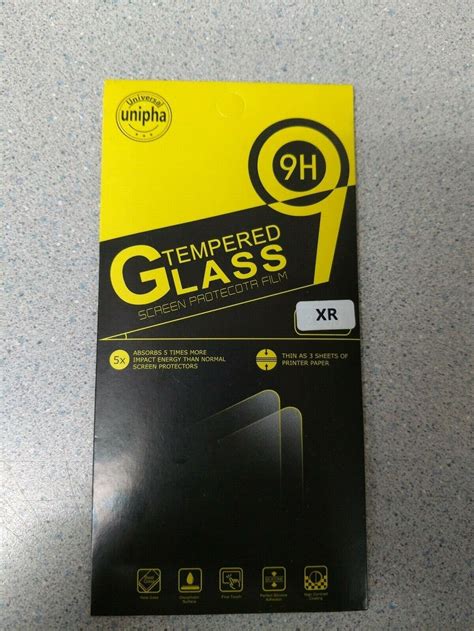 Universal
unipha
9H
TEMPERED
GLASS
SCREEN PROTECOTR FILM
XR
5x
ABSORBS 5 TIMES MORE
IMPACT ENERGY THAN NORMAL
SCREEN PROTECTORS
THIN AS 3 SHEETS OF
PRINTER PAPER